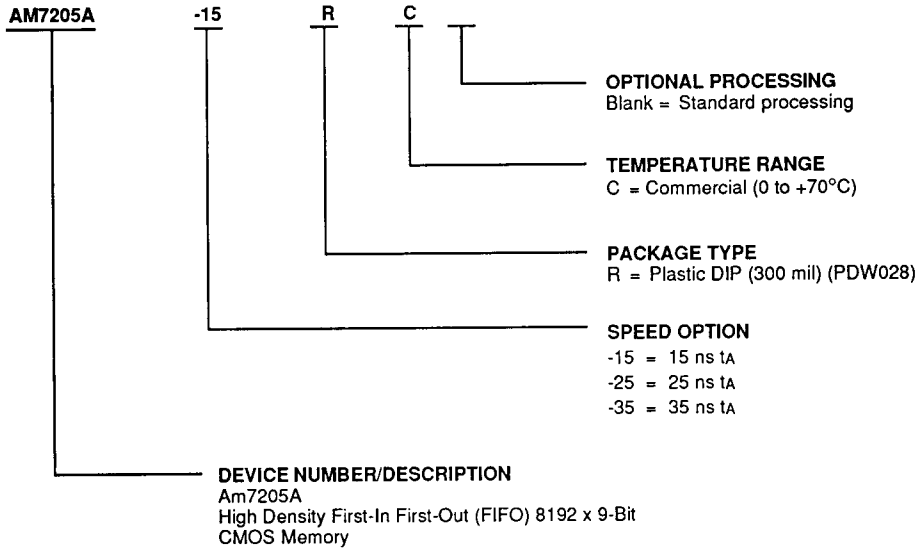 AM7205A -15 R C
OPTIONAL PROCESSING
Blank = Standard processing
TEMPERATURE RANGE
C = Commercial (0 to +70°C)
PACKAGE TYPE
R = Plastic DIP (300 mil) (PDW028)
SPEED OPTION
-15 = 15 ns tA
-25 = 25 ns tA
-35 = 35 ns tA
DEVICE NUMBER/DESCRIPTION
Am7205A
High Density First-In First-Out (FIFO) 8192 x 9-Bit
CMOS Memory